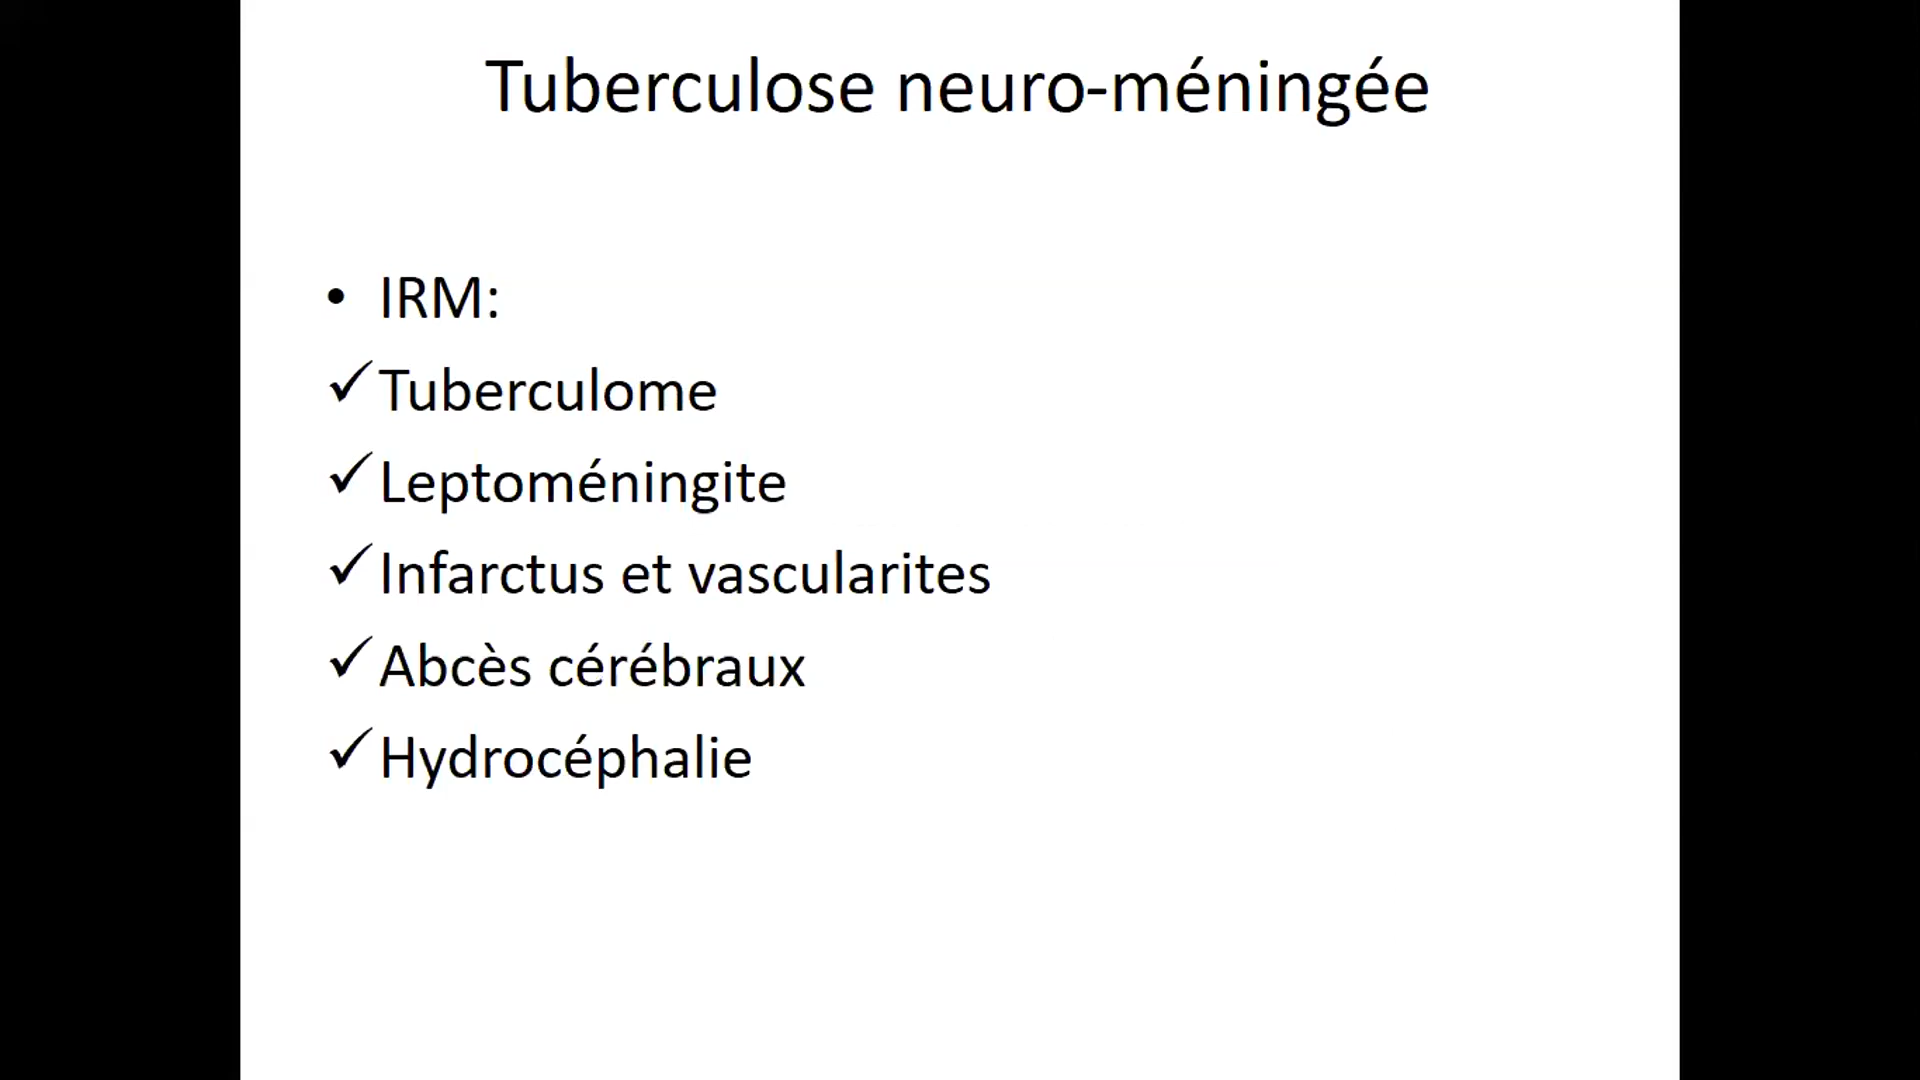 Tuberculose neuro-méningée
• IRM:
✓Tuberculome
✓Leptoméningite
✓Infarctus et vascularites
✓Abcès cérébraux
✓Hydrocéphalie